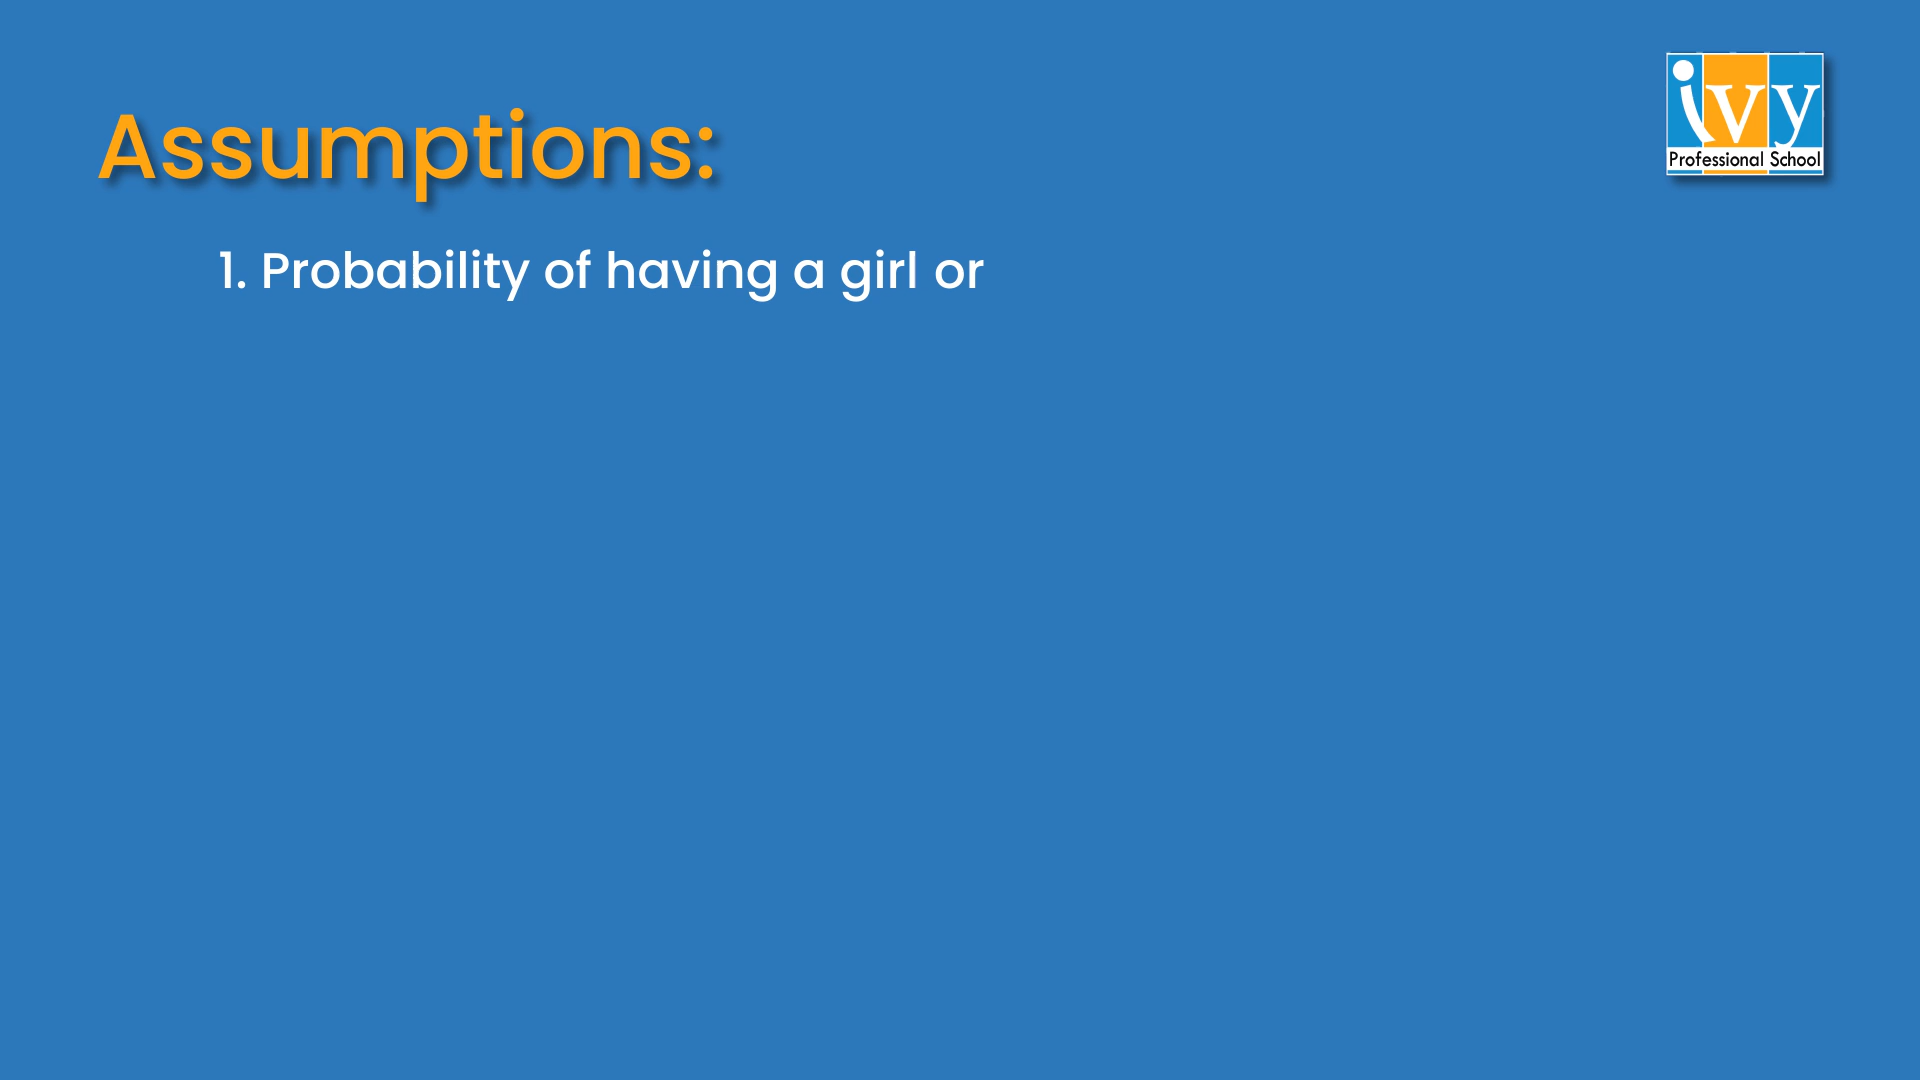 ivy
Professional School
Assumptions:
1. Probability of having a girl or